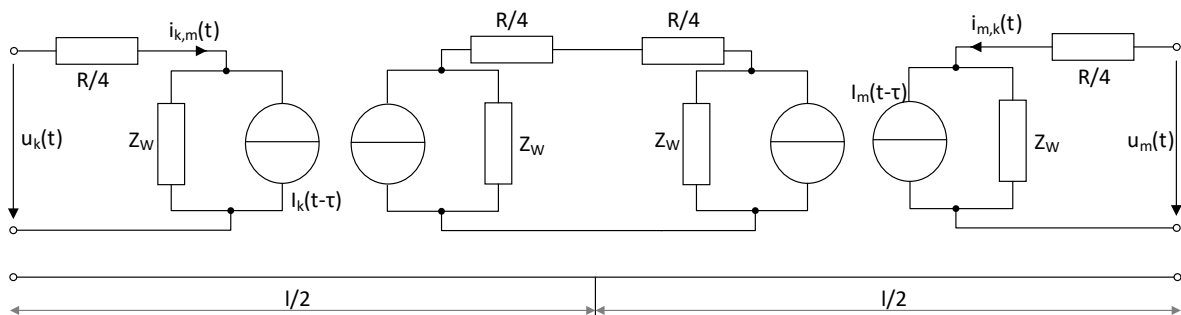 R/4 R/4
i_{k,m}(t) i_{m,k}(t)
R/4 R/4
I_m(t-τ)
u_k(t) Z_W Z_W Z_W Z_W u_m(t)
I_k(t-τ)
l/2 l/2